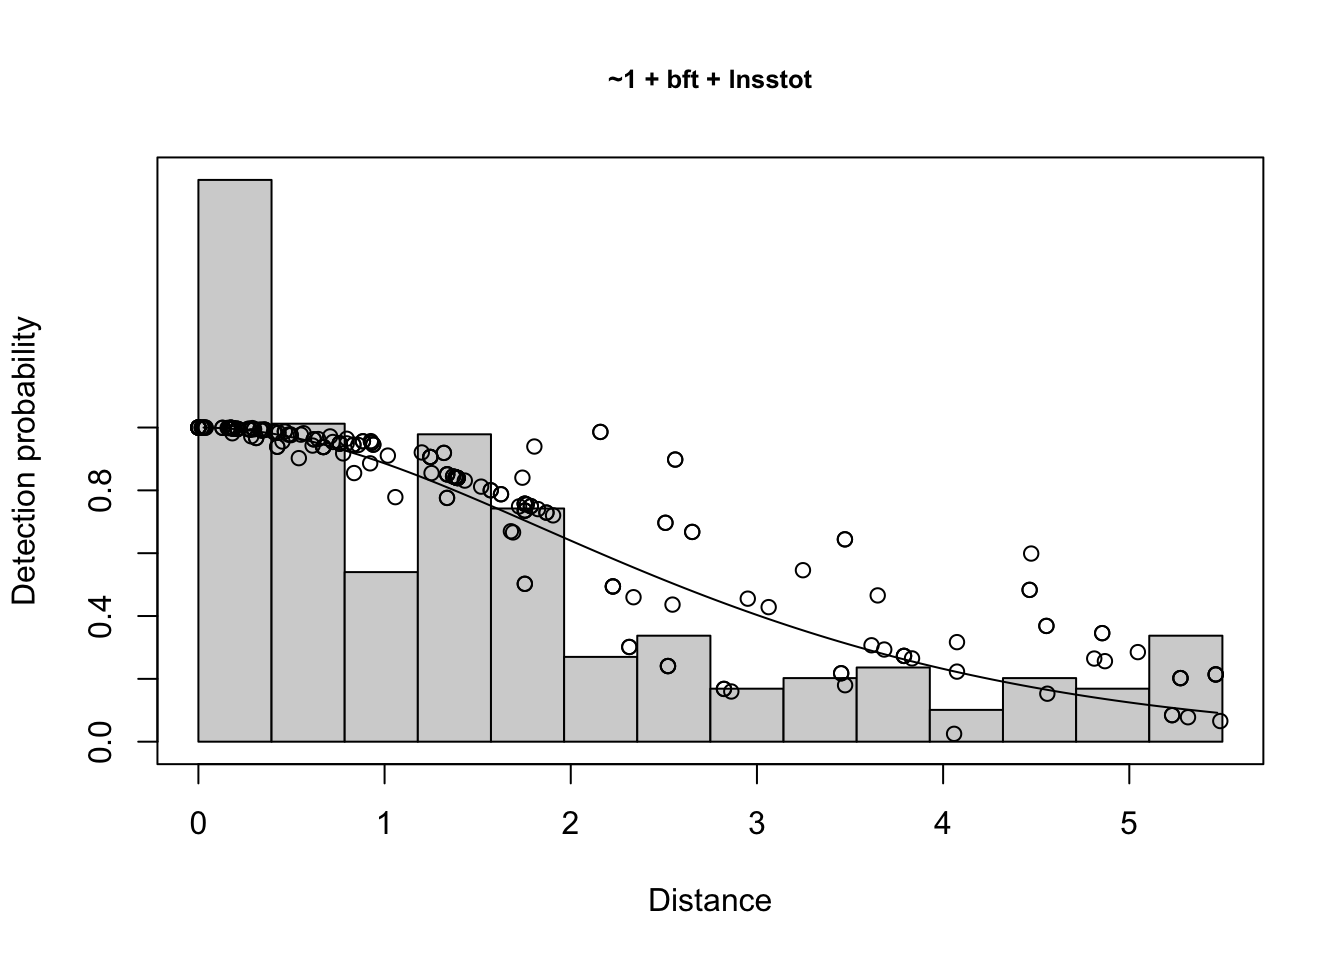 ~1 + bft + lnsstot
Detection probability
0.8
0.4
0.0
0 1 2 3 4 5
Distance